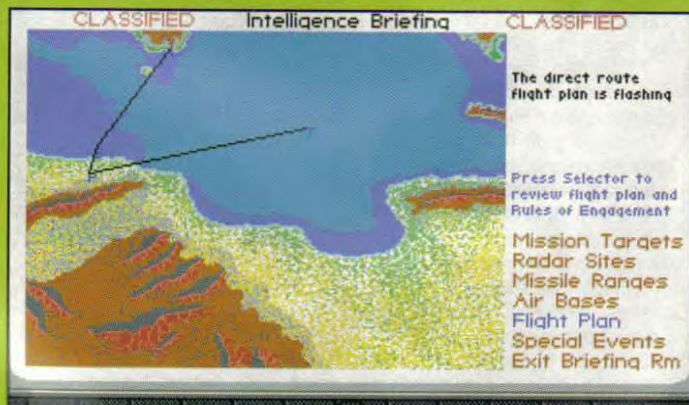 CLASSIFIED Intelligence Briefing CLASSIFIED
The direct route
flight plan is flashing
Press Selector to
review flight plan and
Rules of Engagement
Mission Targets
Radar Sites
Missile Ranges
Air Bases
Flight Plan
Special Events
Exit Briefing Rm